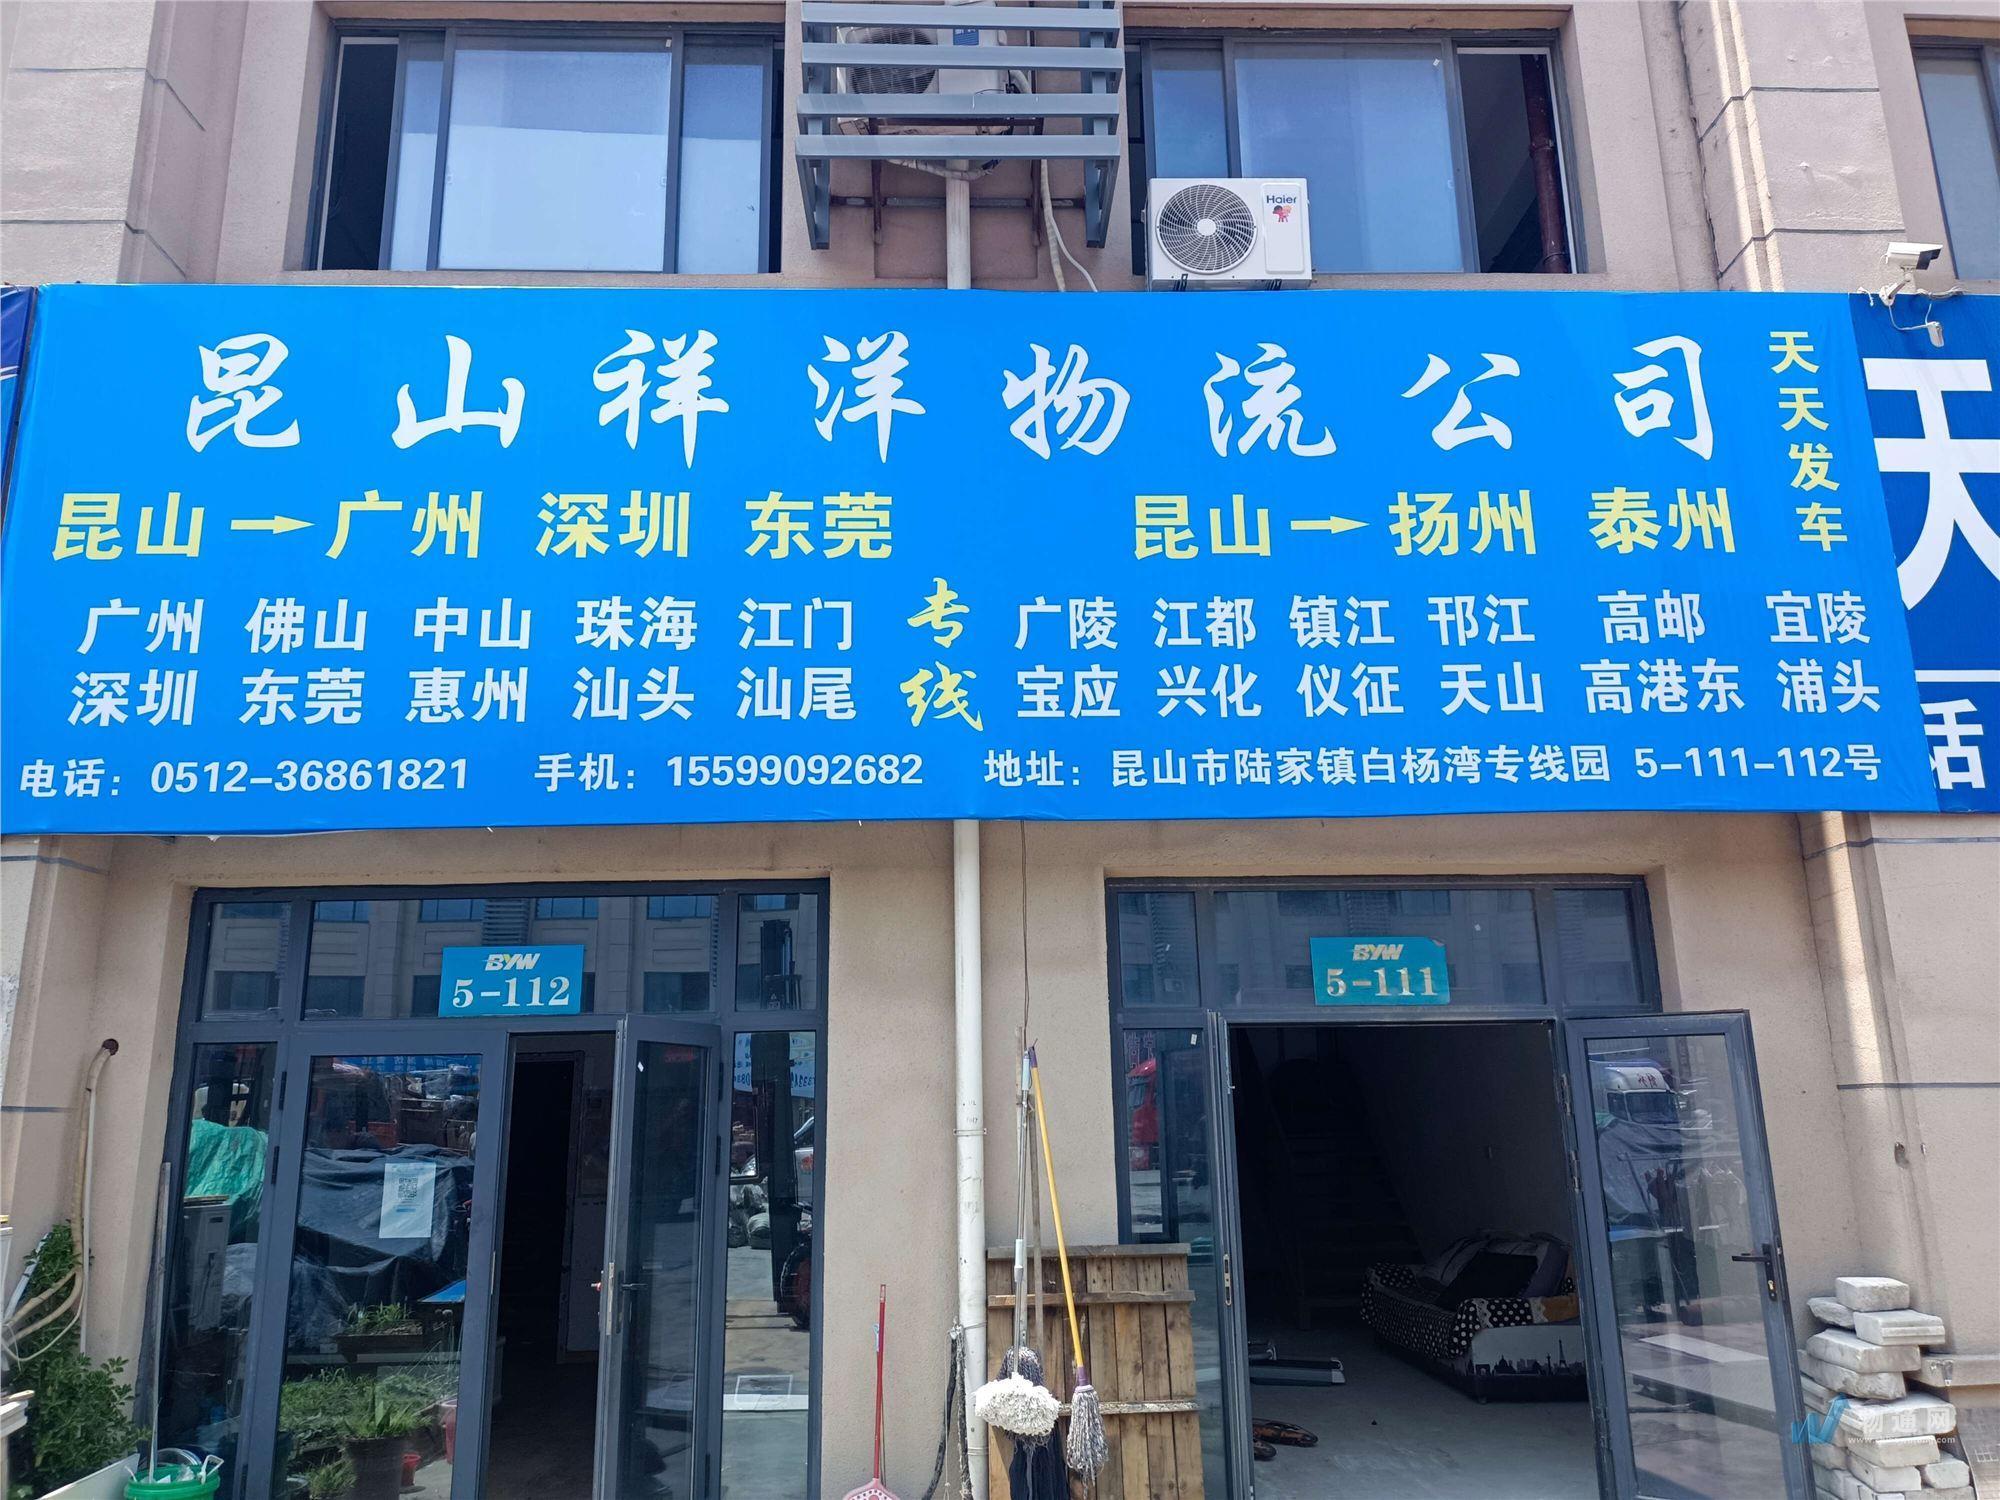 Haier
昆山祥洋物流公司
天天发车
昆山→广州 深圳 东莞 昆山→扬州 泰州
专线
广州 佛山 中山 珠海 江门 广陵 江都 镇江 邗江 高邮 宜陵
深圳 东莞 惠州 汕头 汕尾 宝应 兴化 仪征 天山 高港东 浦头
电话：0512-36861821 手机：15599092682 地址：昆山市陆家镇白杨湾专线园 5-111-112号
天
话
BYW
5-112
BYW
5-111
物通网